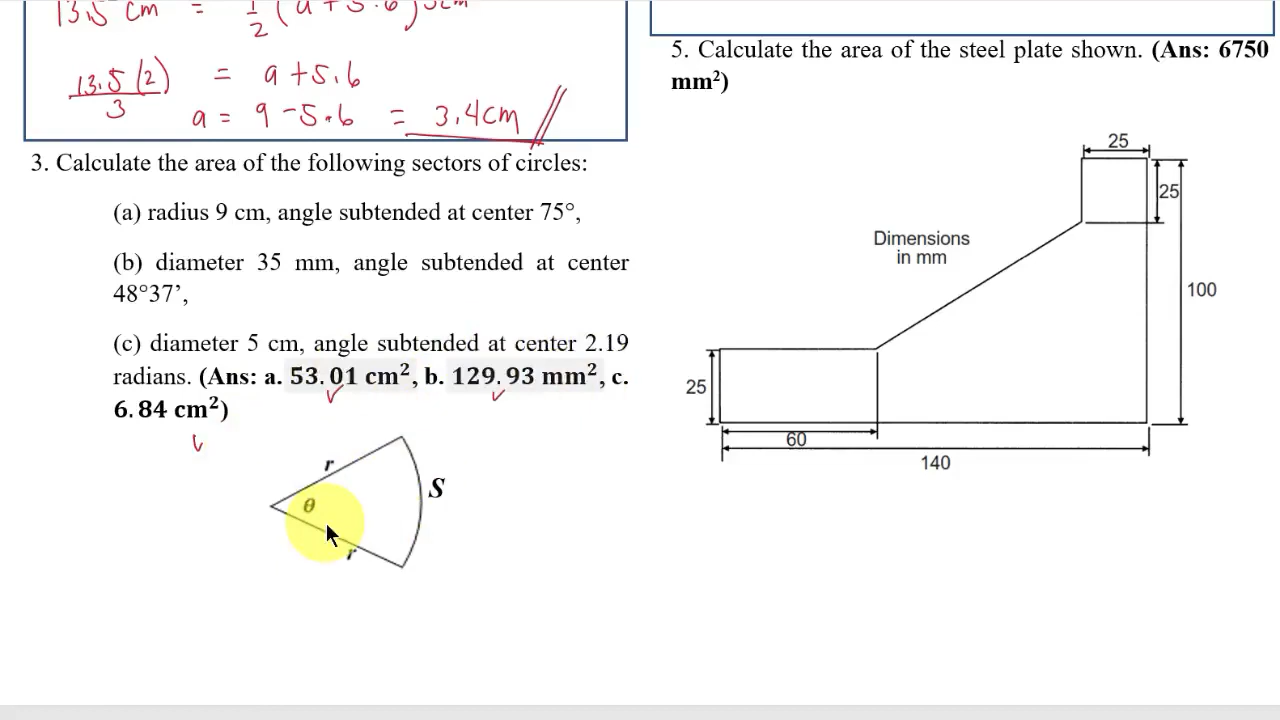 13.5 cm = 1/2 (a + 5.6) 3cm
13.5 (2)/3 = a + 5.6
a = 9 - 5.6 = 3.4cm
3. Calculate the area of the following sectors of circles:
(a) radius 9 cm, angle subtended at center 75°,
(b) diameter 35 mm, angle subtended at center
48°37’,
(c) diameter 5 cm, angle subtended at center 2.19
radians. (Ans: a. 53.01 cm², b. 129.93 mm², c.
6.84 cm²)
r
θ
S
r
5. Calculate the area of the steel plate shown. (Ans: 6750
mm²)
25
25
Dimensions
in mm
100
25
60
140